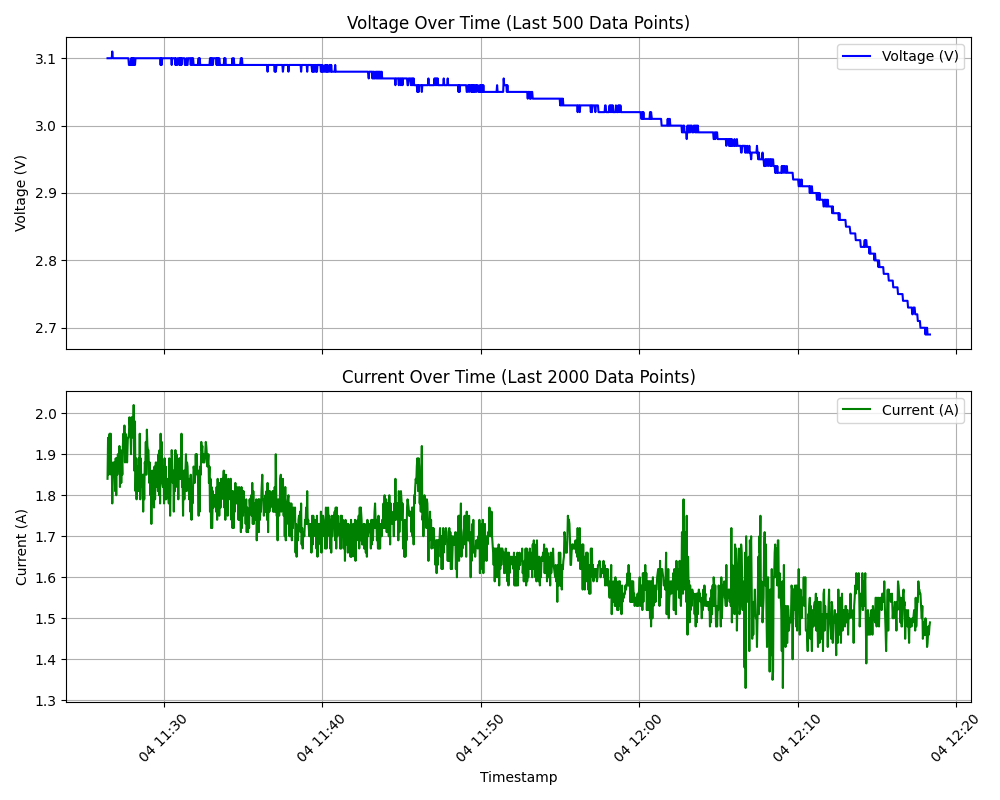 Voltage Over Time (Last 500 Data Points)
Voltage (V)
3.1
3.0
2.9
2.8
2.7
Voltage (V)
Current Over Time (Last 2000 Data Points)
Current (A)
2.0
1.9
1.8
1.7
1.6
1.5
1.4
1.3
Current (A)
04 11:30
04 11:40
04 11:50
04 12:00
04 12:10
04 12:20
Timestamp